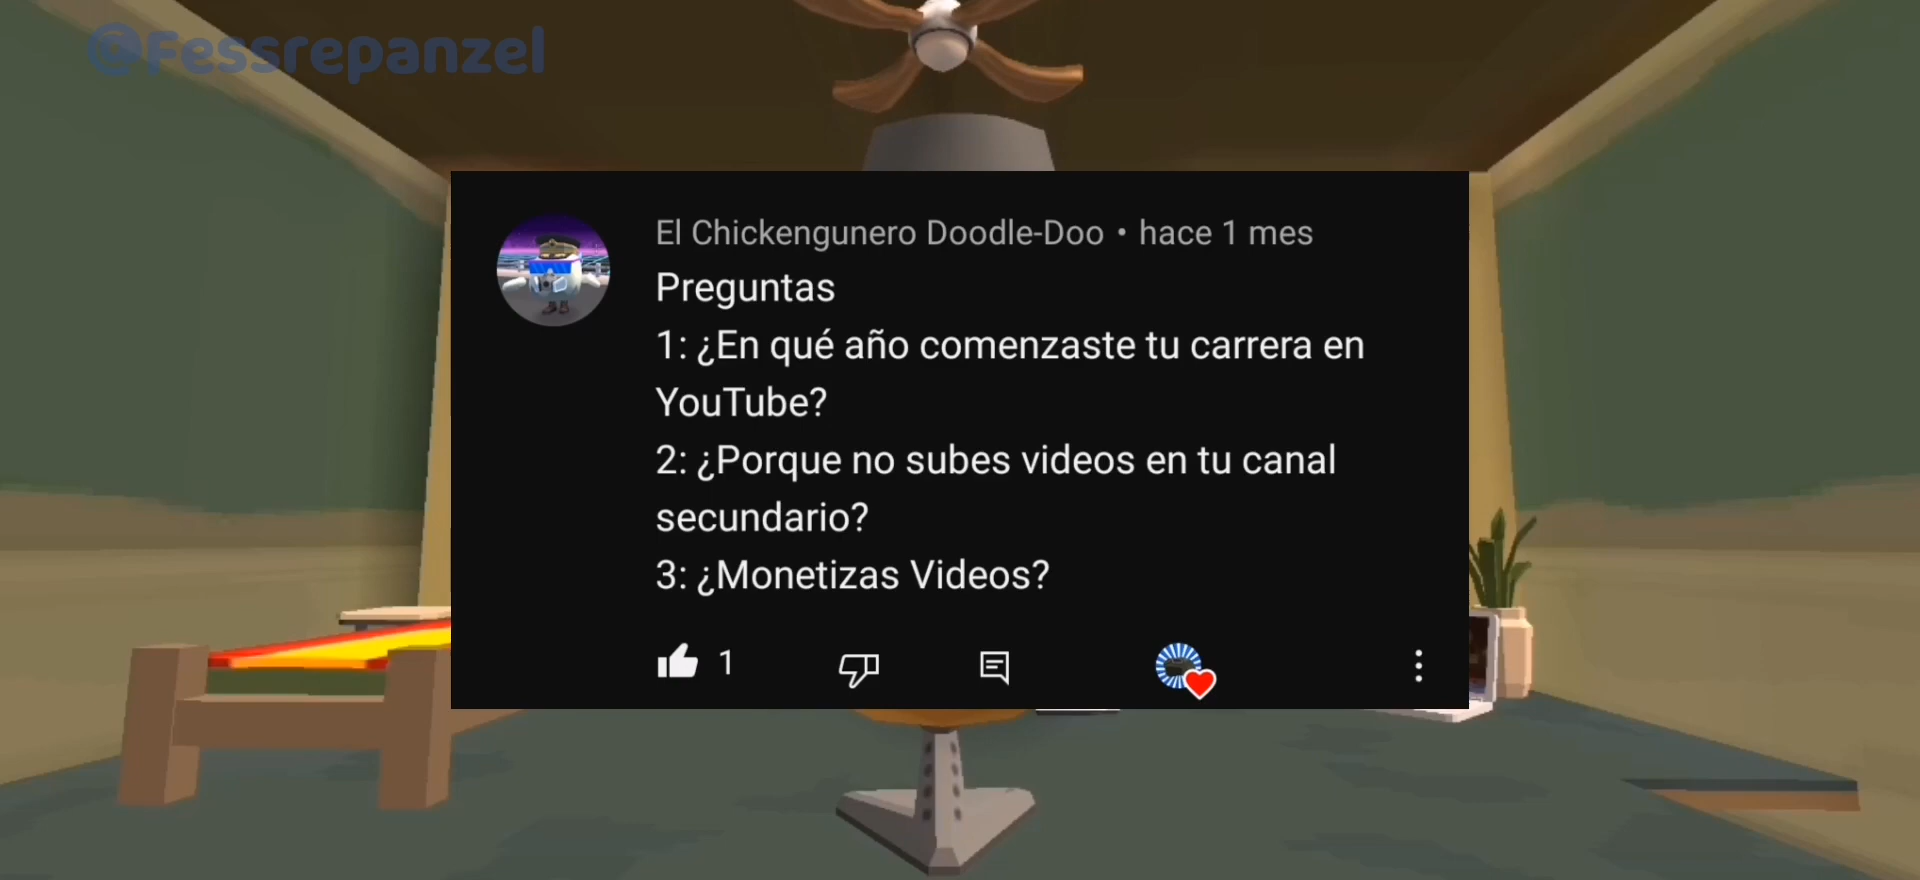 @Fessrepanzel
El Chickengunero Doodle-Doo • hace 1 mes
Preguntas
1: ¿En qué año comenzaste tu carrera en
YouTube?
2: ¿Porque no subes videos en tu canal
secundario?
3: ¿Monetizas Videos?
1